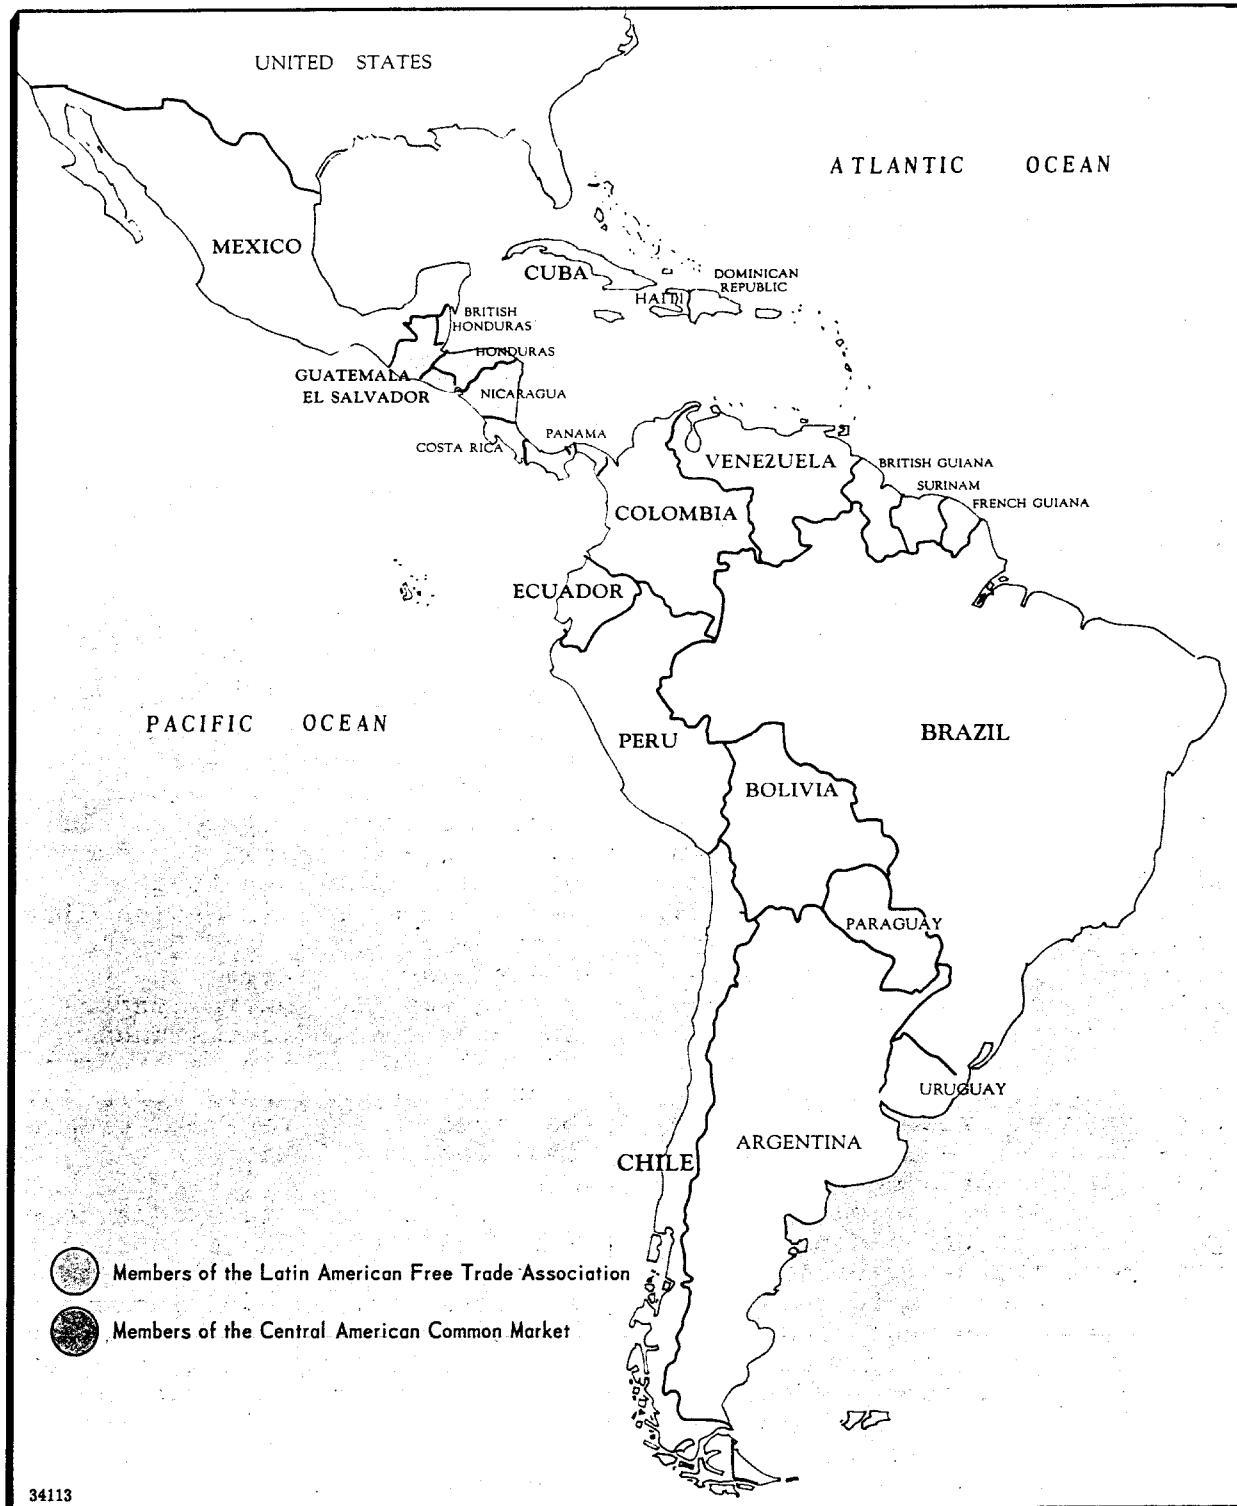 UNITED STATES
ATLANTIC OCEAN
MEXICO
CUBA
DOMINICAN
REPUBLIC
HAITI
BRITISH
HONDURAS
HONDURAS
GUATEMALA
EL SALVADOR
NICARAGUA
PANAMA
COSTA RICA
VENEZUELA
BRITISH GUIANA
SURINAM
FRENCH GUIANA
COLOMBIA
ECUADOR
PACIFIC OCEAN
PERU
BRAZIL
BOLIVIA
PARAGUAY
URUGUAY
ARGENTINA
CHILE
Members of the Latin American Free Trade Association
Members of the Central American Common Market
34113